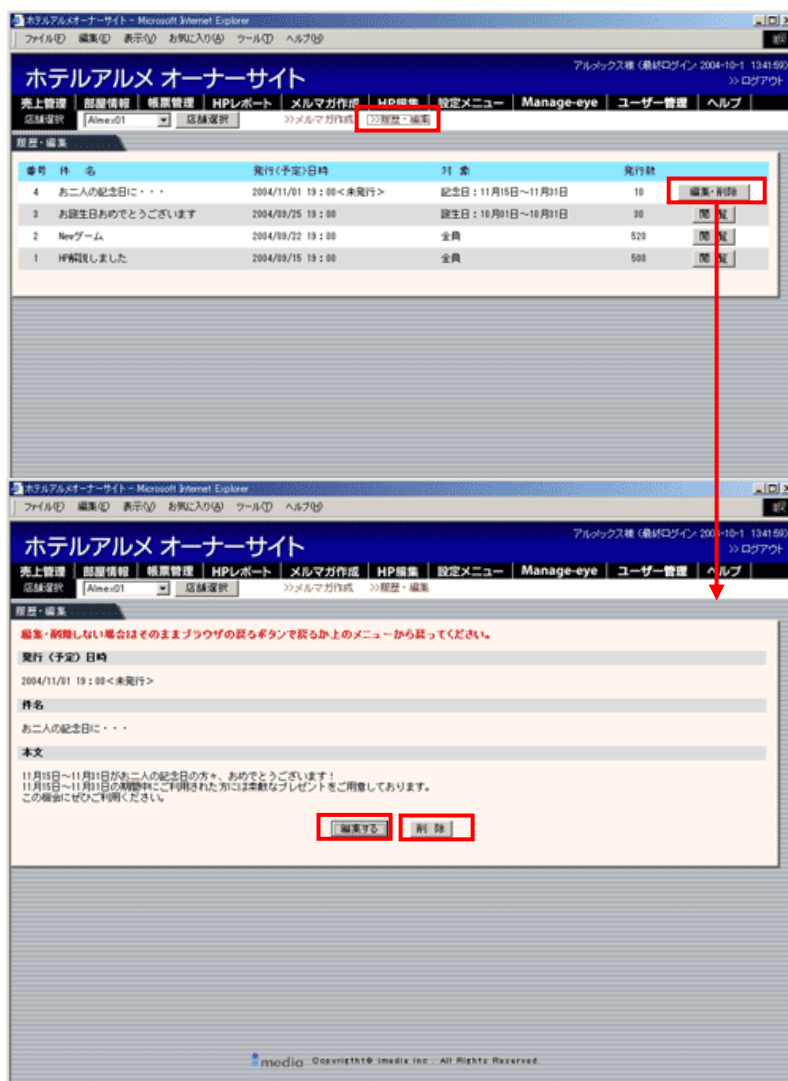 ホテルアルメオーナーサイト - Microsoft Internet Explorer
ファイル(F) 編集(E) 表示(V) お気に入り(A) ツール(T) ヘルプ(H)
アルメックス様 (最終ログイン: 2004-10-1 13:41:59)
ホテルアルメ オーナーサイト
>> ログアウト
売上管理 部屋情報 帳票管理 HPレポート メルマガ作成 HP編集 設定メニュー Manage-eye ユーザー管理 ヘルプ
店舗選択 Almex01 店舗選択 >>メルマガ作成 >>履歴・編集
履歴・編集
番号 件 名 発行(予定)日時 対 象 発行数
4 お二人の記念日に・・・ 2004/11/01 19:00<未発行> 記念日:11月15日~11月31日 10 編集・削除
3 お誕生日おめでとうございます 2004/09/25 19:00 誕生日:10月01日~10月31日 30 閲 覧
2 Newゲーム 2004/09/22 19:00 全員 520 閲 覧
1 HP解説しました 2004/09/15 19:00 全員 500 閲 覧
ホテルアルメオーナーサイト - Microsoft Internet Explorer
ファイル(F) 編集(E) 表示(V) お気に入り(A) ツール(T) ヘルプ(H)
アルメックス様 (最終ログイン: 2004-10-1 13:41:59)
ホテルアルメ オーナーサイト
>> ログアウト
売上管理 部屋情報 帳票管理 HPレポート メルマガ作成 HP編集 設定メニュー Manage-eye ユーザー管理 ヘルプ
店舗選択 Almex01 店舗選択 >>メルマガ作成 >>履歴・編集
履歴・編集
編集・削除しない場合はそのままブラウザの戻るボタンで戻るか上のメニューから戻ってください。
発行(予定)日時
2004/11/01 19:00<未発行>
件名
お二人の記念日に・・・
本文
11月15日~11月31日がお二人の記念日の方々、おめでとうございます!
11月15日~11月31日の期間中にご利用された方には素敵なプレゼントをご用意しております。
この機会にぜひご利用ください。
編集する 削 除
imedia Copyright© imedia inc . All Rights Reserved.